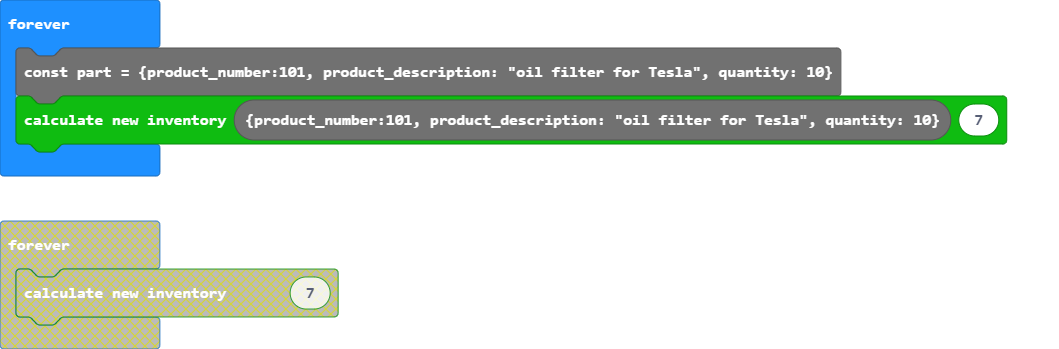 forever
const part = {product_number:101, product_description: "oil filter for Tesla", quantity: 10}
calculate new inventory {product_number:101, product_description: "oil filter for Tesla", quantity: 10} 7
forever
calculate new inventory 7